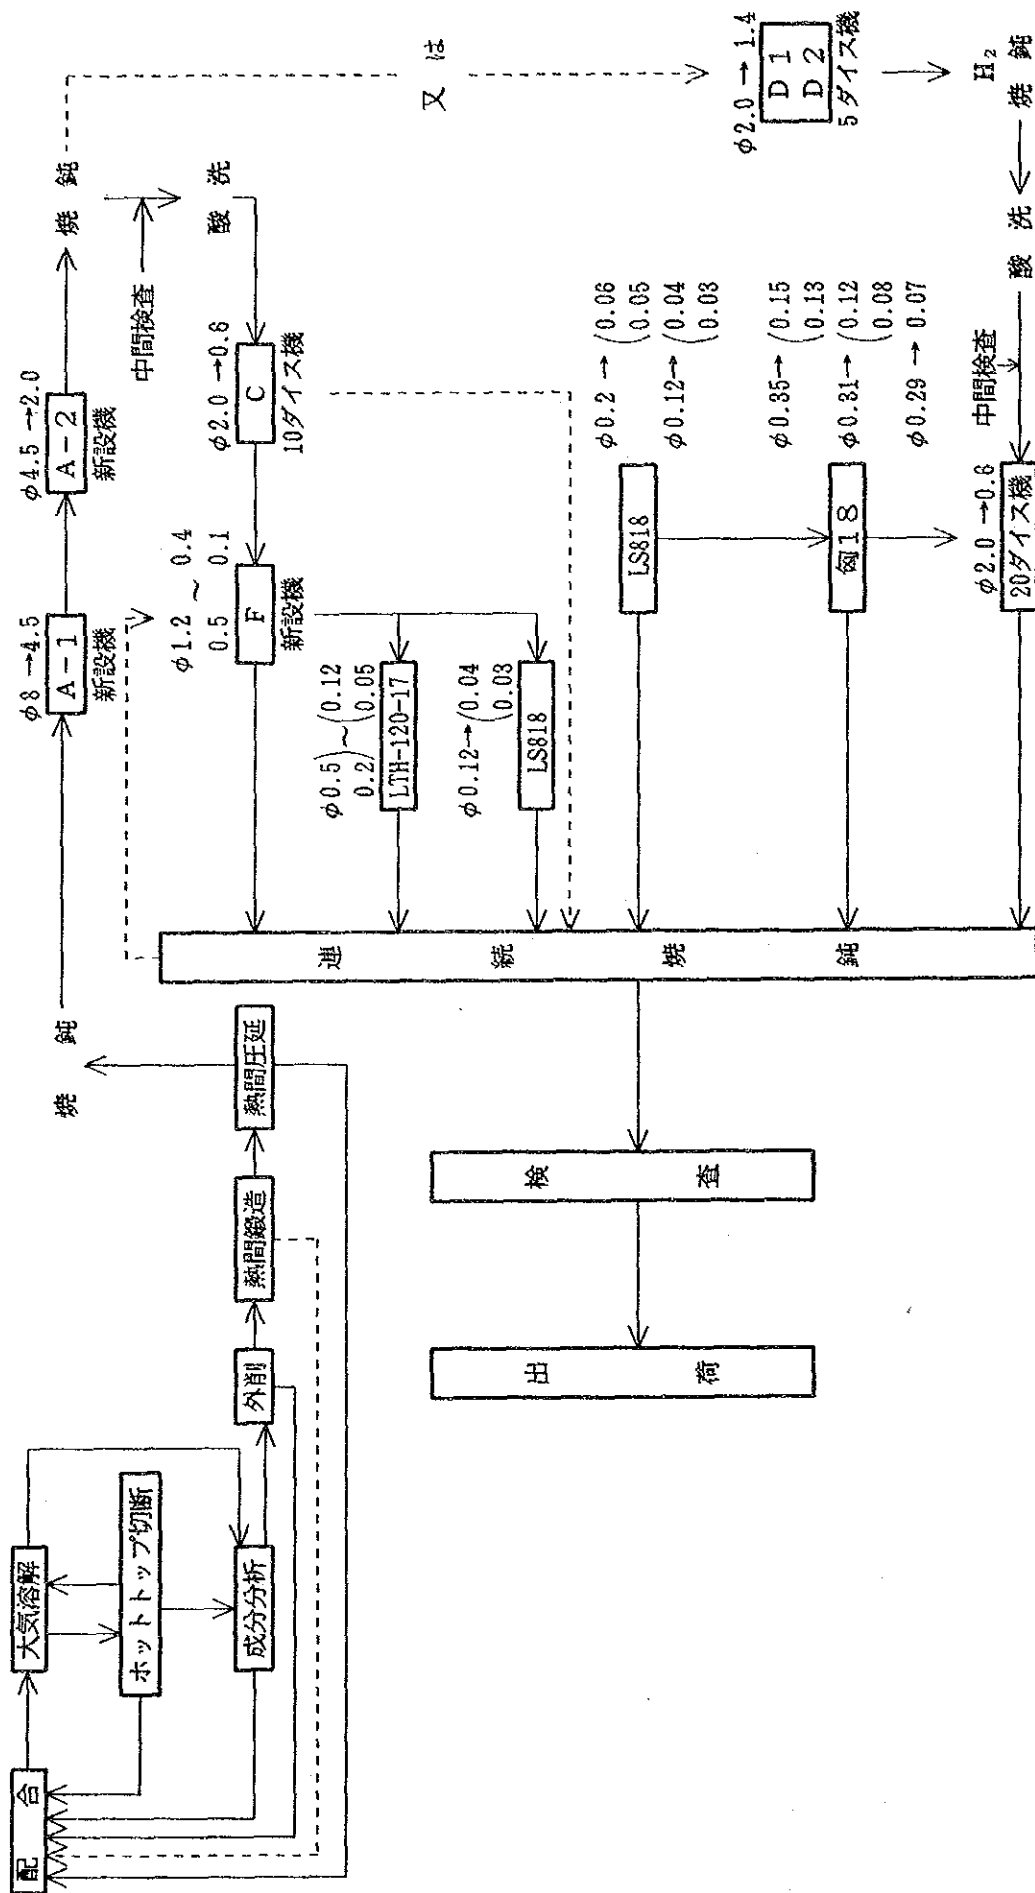 配合
大気溶解
ホットトップ切断
成分分析
外削
熱間鍛造
熱間圧延
焼鈍
φ8→4.5
A-1
新設機
φ4.5→2.0
A-2
新設機
焼鈍
中間検査
酸洗
又は
φ2.0→1.4
D1
D2
5ダイス機
H₂
焼鈍
酸洗
中間検査
φ2.0→0.8
C
10ダイス機
φ1.2 ~ 0.4
0.5 0.1
F
新設機
φ0.5)~(0.12
0.2) (0.05
LTH-120-17
φ0.12→(0.04
(0.03
LS818
φ0.2→(0.06
(0.05
φ0.12→(0.04
(0.03
LS818
φ0.35→(0.15
(0.13
φ0.31→(0.12
(0.08
φ0.29→0.07
18
φ2.0→0.8
20ダイス機
連続焼鈍
検査
出荷